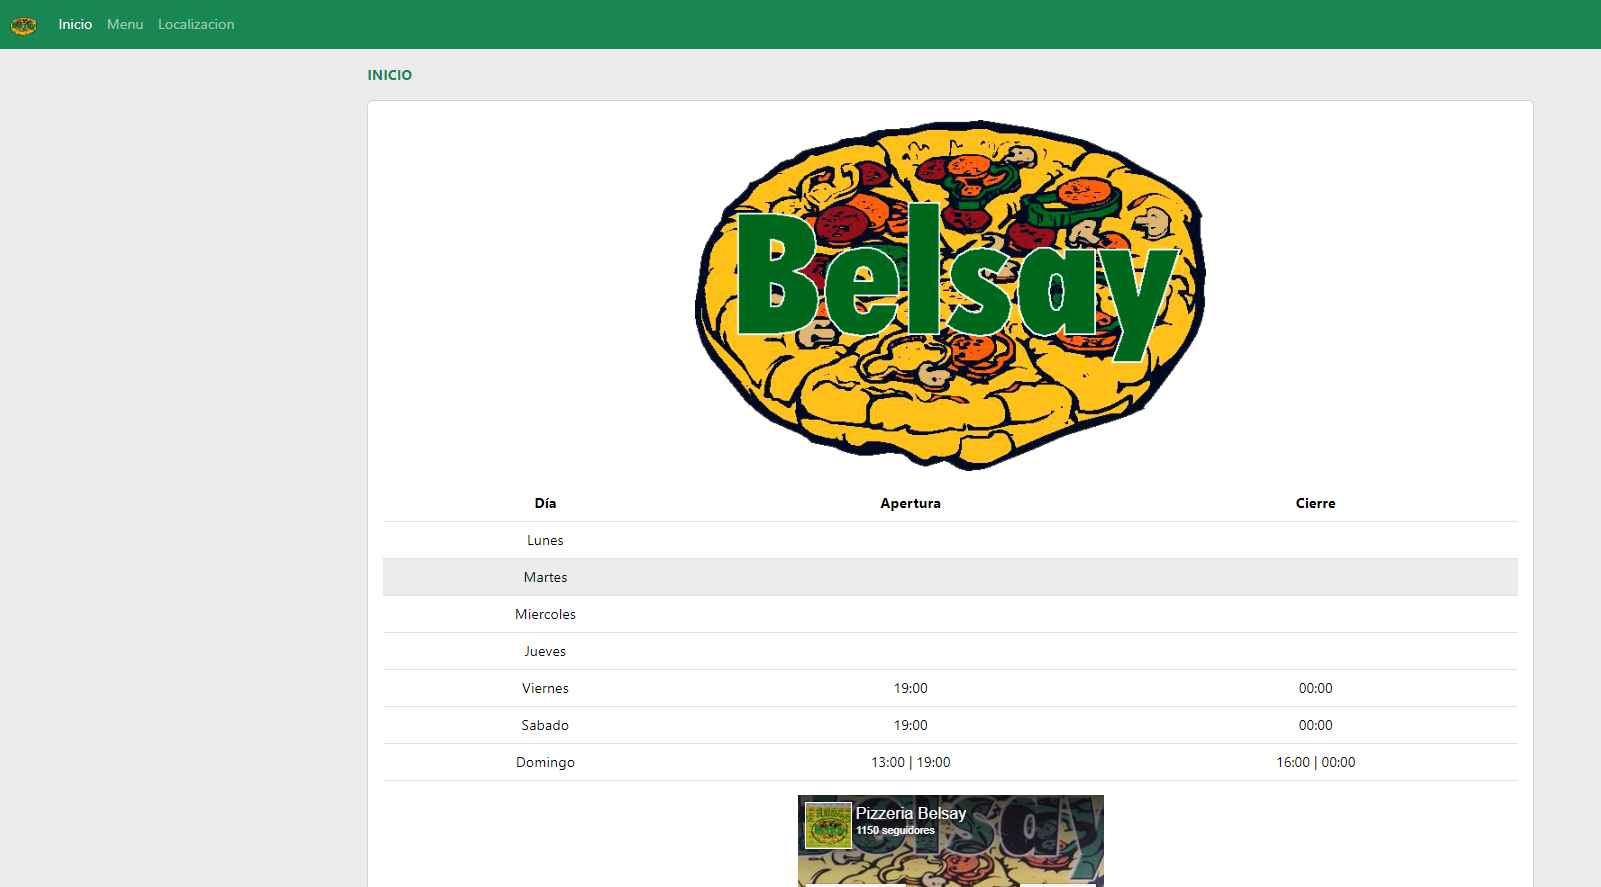 Inicio Menu Localizacion
INICIO
Belsay
Día Apertura Cierre
Lunes
Martes
Miercoles
Jueves
Viernes 19:00 00:00
Sabado 19:00 00:00
Domingo 13:00 | 19:00 16:00 | 00:00
Pizzeria Belsay
1150 seguidores